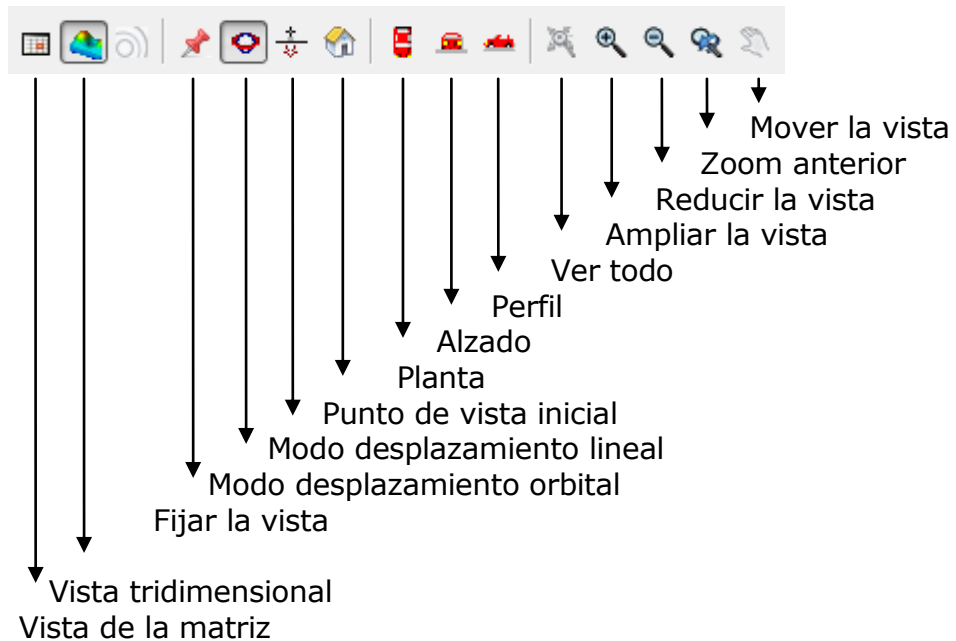 Mover la vista
Zoom anterior
Reducir la vista
Ampliar la vista
Ver todo
Perfil
Alzado
Planta
Punto de vista inicial
Modo desplazamiento lineal
Modo desplazamiento orbital
Fijar la vista
Vista tridimensional
Vista de la matriz